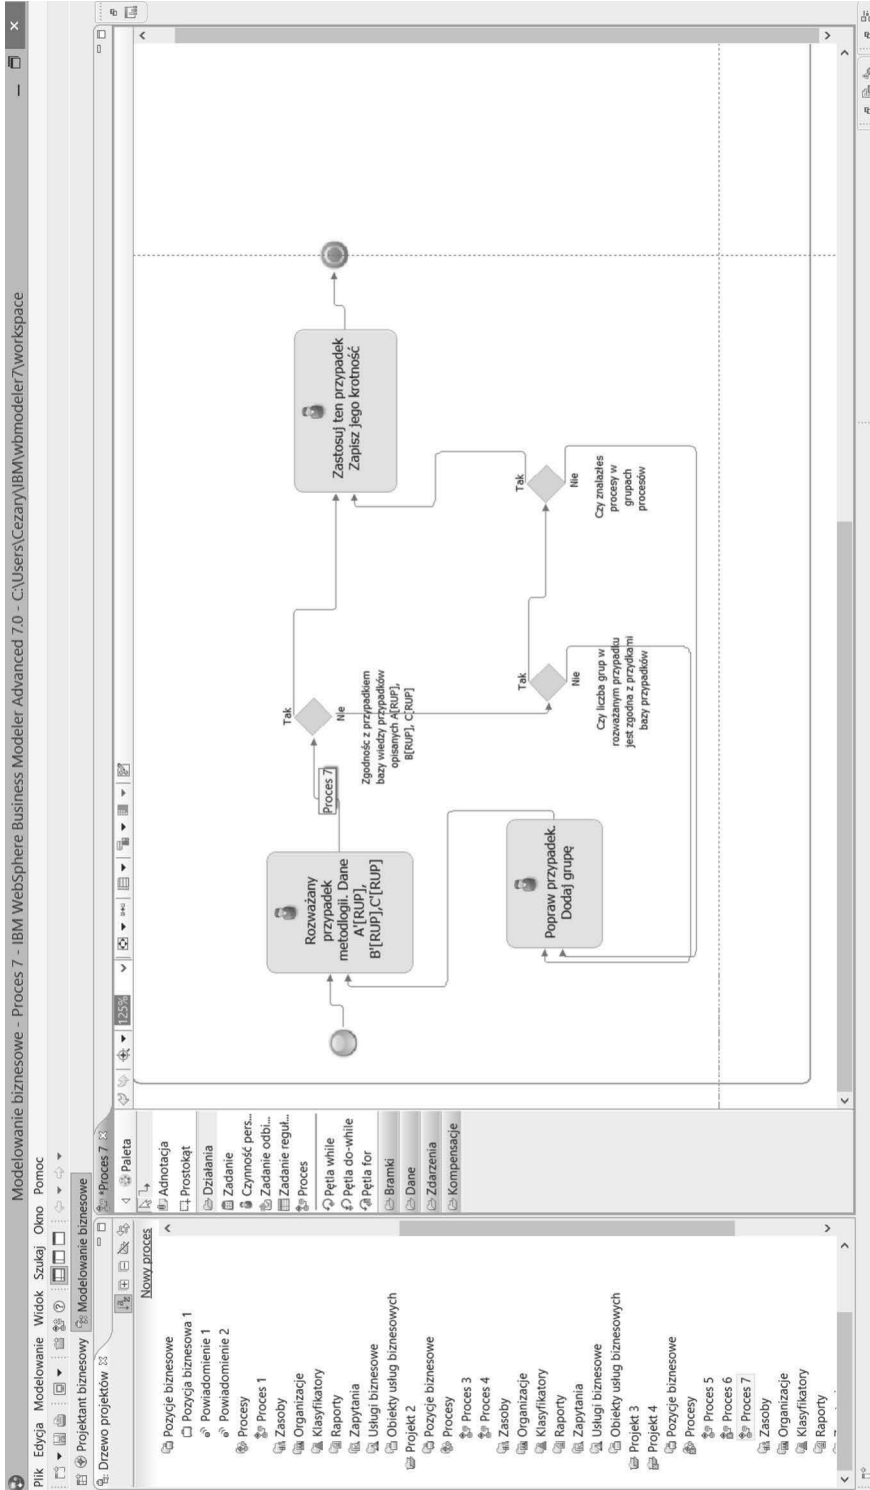 Modelowanie biznesowe - Proces 7 - IBM WebSphere Business Modeler Advanced 7.0 - C:\Users\Cezary\IBM\wbmodeler7\workspace
Plik Edycja Modelowanie Widok Szukaj Okno Pomoc
Projektant biznesowy Modelowanie biznesowe
Drzewo projektów
Nowy proces
Pozycje biznesowe
Pozycja biznesowa 1
Powiadomienie 1
Powiadomienie 2
Procesy
Proces 1
Zasoby
Organizacje
Klasyfikatory
Raporty
Zapytania
Usługi biznesowe
Obiekty usług biznesowych
Projekt 2
Pozycje biznesowe
Procesy
Proces 3
Proces 4
Zasoby
Organizacje
Klasyfikatory
Raporty
Zapytania
Usługi biznesowe
Obiekty usług biznesowych
Projekt 3
Projekt 4
Pozycje biznesowe
Procesy
Proces 5
Proces 6
Proces 7
Zasoby
Organizacje
Klasyfikatory
Raporty
*Proces 7
Paleta
125%
Adnotacja
Prostokąt
Działania
Zadanie
Czynność pers...
Zadanie odbi...
Zadanie reguł...
Proces
Pętla while
Pętla do-while
Pętla for
Bramki
Dane
Zdarzenia
Kompensacje
Rozważany
przypadek
metodlogii. Dane
A'[RUP],
B'[RUP],C'[RUP]
Proces 7
Tak
Nie
Zgodność z przypadkiem
bazy wiedzy przypadków
opisanych A[RUP],
B[RUP], C[RUP]
Zastosuj ten przypadek
Zapisz jego krotność
Popraw przypadek.
Dodaj grupę
Tak
Nie
Czy liczba grup w
rozważanym przypadku
jest zgodna z przydkami
bazy przypadków
Tak
Nie
Czy znalazłes
procesy w
grupach
procesów